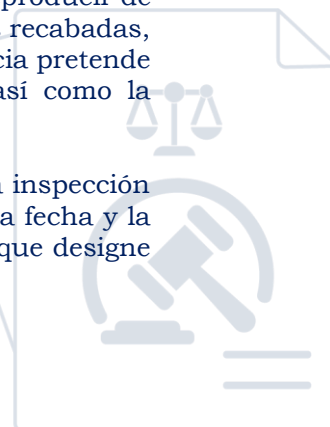 producir de
recabadas,
cia pretende
así como la
inspección
a fecha y la
que designe